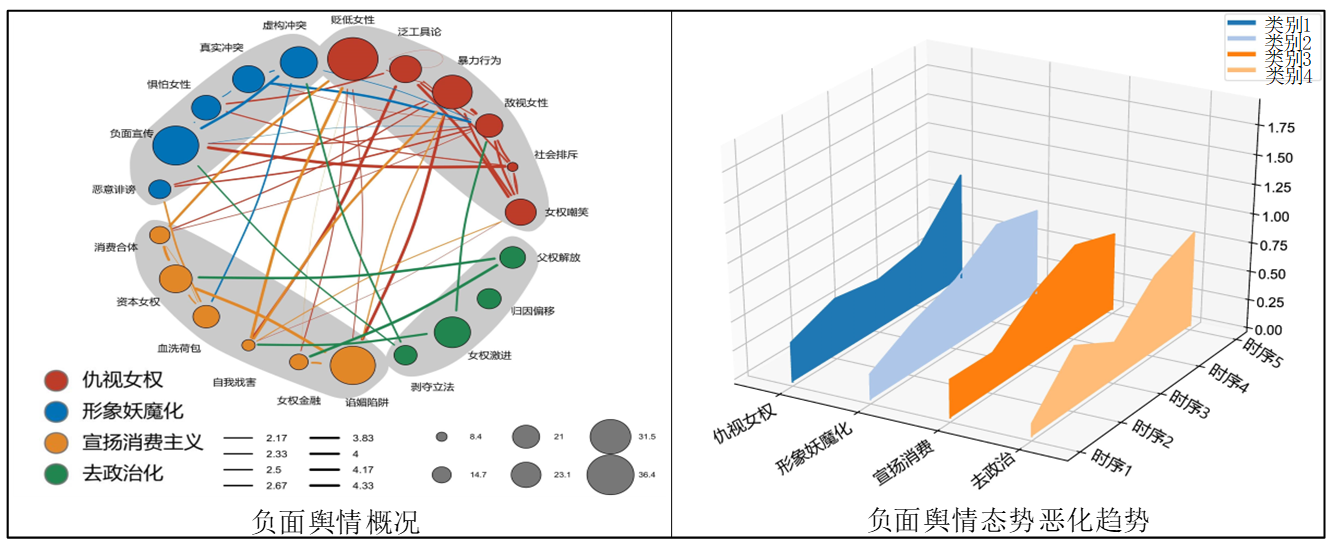 虚构冲突
贬低女性
真实冲突
泛工具论
惧怕女性
暴力行为
负面宣传
敌视女性
恶意诽谤
社会排斥
女权嘲笑
消费合体
父权解放
资本女权
归因偏移
血洗荷包
女权激进
自我戕害
剥夺立法
女权金融
谄媚陷阱
仇视女权
形象妖魔化
宣扬消费主义
去政治化
2.17 3.83
2.33 4
2.5 4.17
2.67 4.33
8.4 21 31.5
14.7 23.1 36.4
负面舆情概况
类别1
类别2
类别3
类别4
1.75
1.50
1.25
1.00
0.75
0.50
0.25
0.00
时序5
时序4
时序3
时序2
时序1
仇视女权
形象妖魔化
宣扬消费
去政治
负面舆情态势恶化趋势